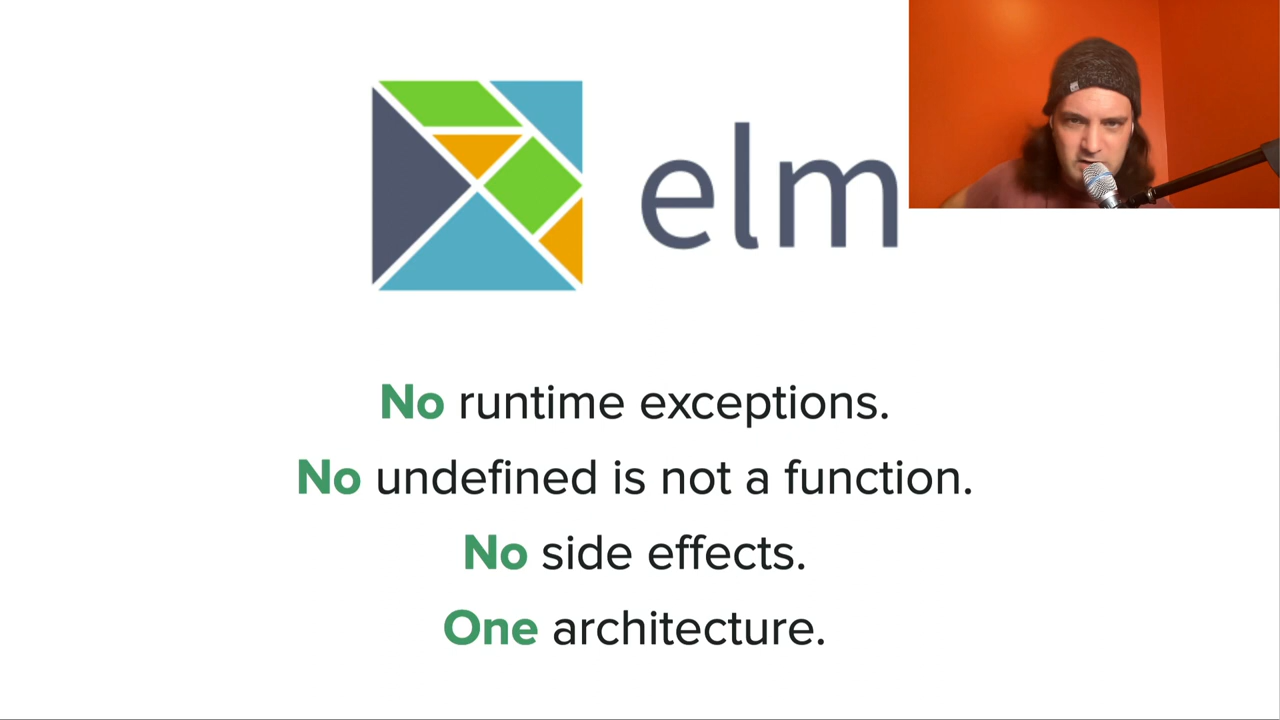 elm
No runtime exceptions.
No undefined is not a function.
No side effects.
One architecture.